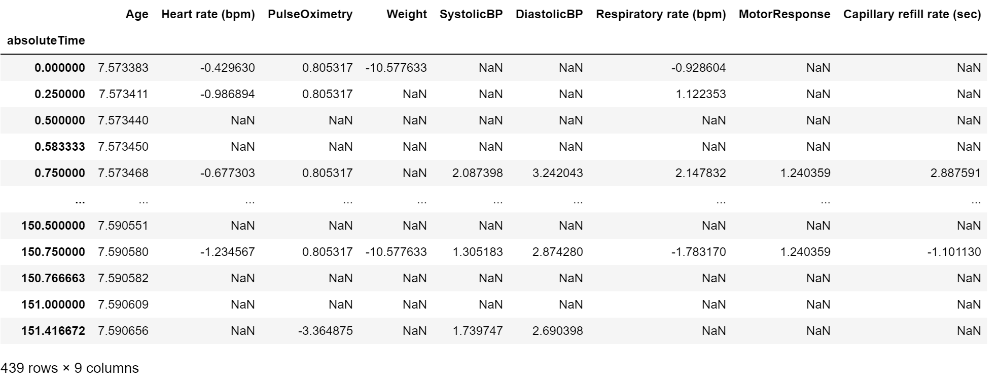 Age Heart rate (bpm) PulseOximetry Weight SystolicBP DiastolicBP Respiratory rate (bpm) MotorResponse Capillary refill rate (sec)
absoluteTime
0.000000 7.573383 -0.429630 0.805317 -10.577633 NaN NaN -0.928604 NaN NaN
0.250000 7.573411 -0.986894 0.805317 NaN NaN NaN 1.122353 NaN NaN
0.500000 7.573440 NaN NaN NaN NaN NaN NaN NaN NaN
0.583333 7.573450 NaN NaN NaN NaN NaN NaN NaN NaN
0.750000 7.573468 -0.677303 0.805317 NaN 2.087398 3.242043 2.147832 1.240359 2.887591
... ... ... ... ... ... ... ... ... ...
150.500000 7.590551 NaN NaN NaN NaN NaN NaN NaN NaN
150.750000 7.590580 -1.234567 0.805317 -10.577633 1.305183 2.874280 -1.783170 1.240359 -1.101130
150.766663 7.590582 NaN NaN NaN NaN NaN NaN NaN NaN
151.000000 7.590609 NaN NaN NaN NaN NaN NaN NaN NaN
151.416672 7.590656 NaN -3.364875 NaN 1.739747 2.690398 NaN NaN NaN
439 rows × 9 columns